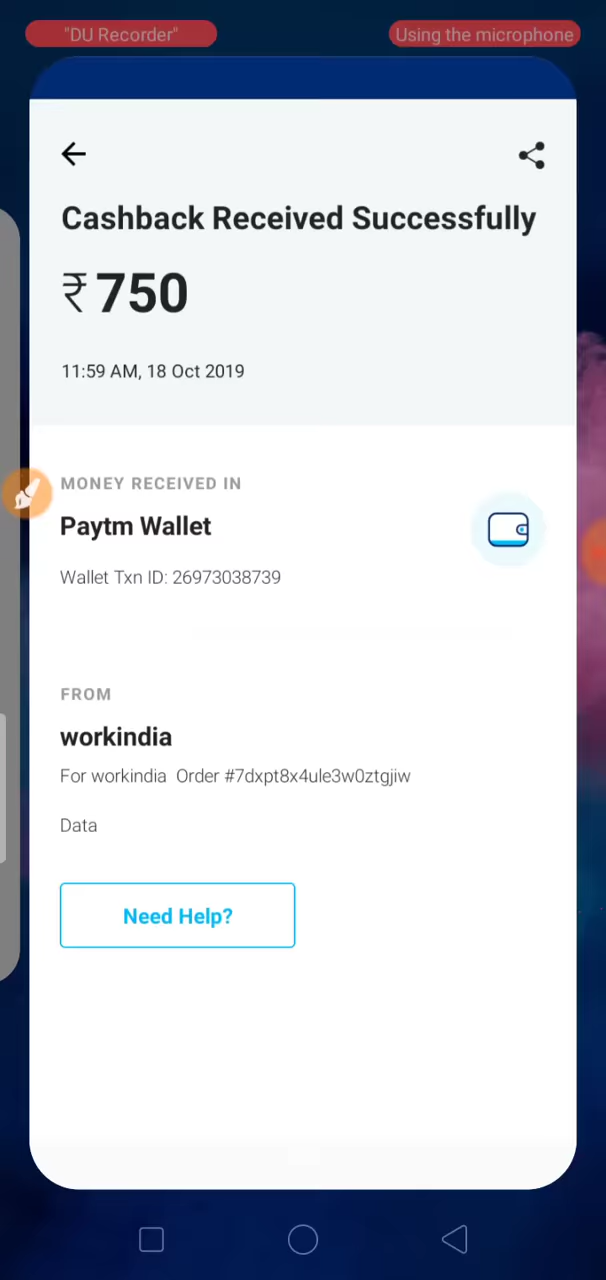 "DU Recorder"
Using the microphone
Cashback Received Successfully
₹750
11:59 AM, 18 Oct 2019
MONEY RECEIVED IN
Paytm Wallet
Wallet Txn ID: 26973038739
FROM
workindia
For workindia Order #7dxpt8x4ule3w0ztgjiw
Data
Need Help?